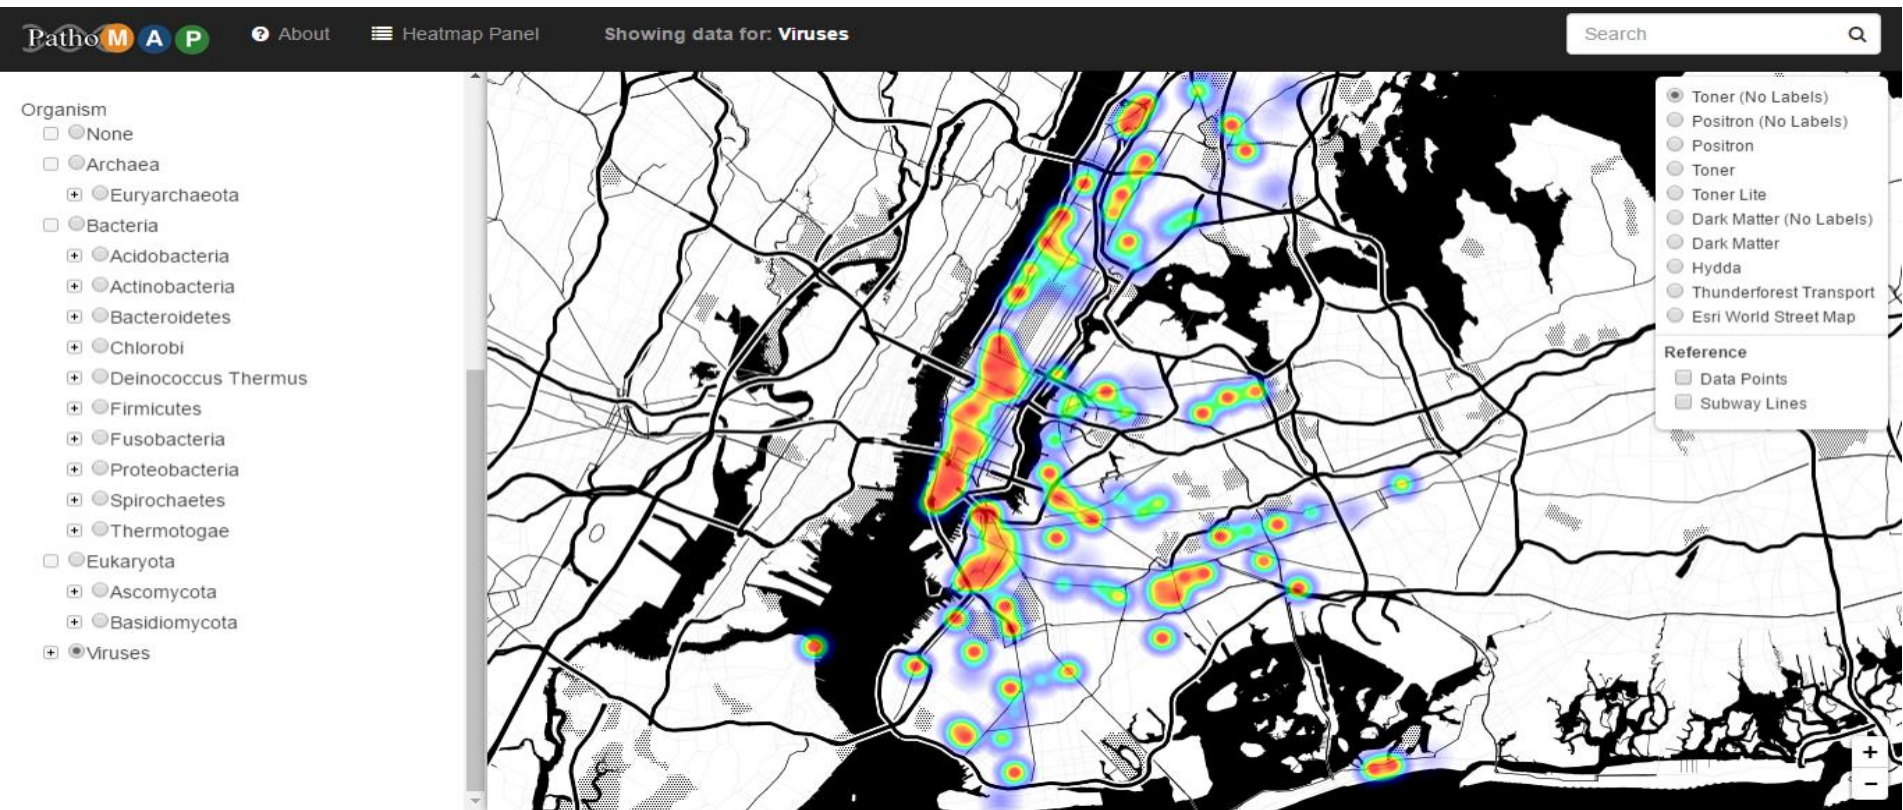 PathoMAP
About
Heatmap Panel
Showing data for: Viruses
Search
Organism
None
Archaea
Euryarchaeota
Bacteria
Acidobacteria
Actinobacteria
Bacteroidetes
Chlorobi
Deinococcus Thermus
Firmicutes
Fusobacteria
Proteobacteria
Spirochaetes
Thermotogae
Eukaryota
Ascomycota
Basidiomycota
Viruses
Toner (No Labels)
Positron (No Labels)
Positron
Toner
Toner Lite
Dark Matter (No Labels)
Dark Matter
Hydda
Thunderforest Transport
Esri World Street Map
Reference
Data Points
Subway Lines
+
−